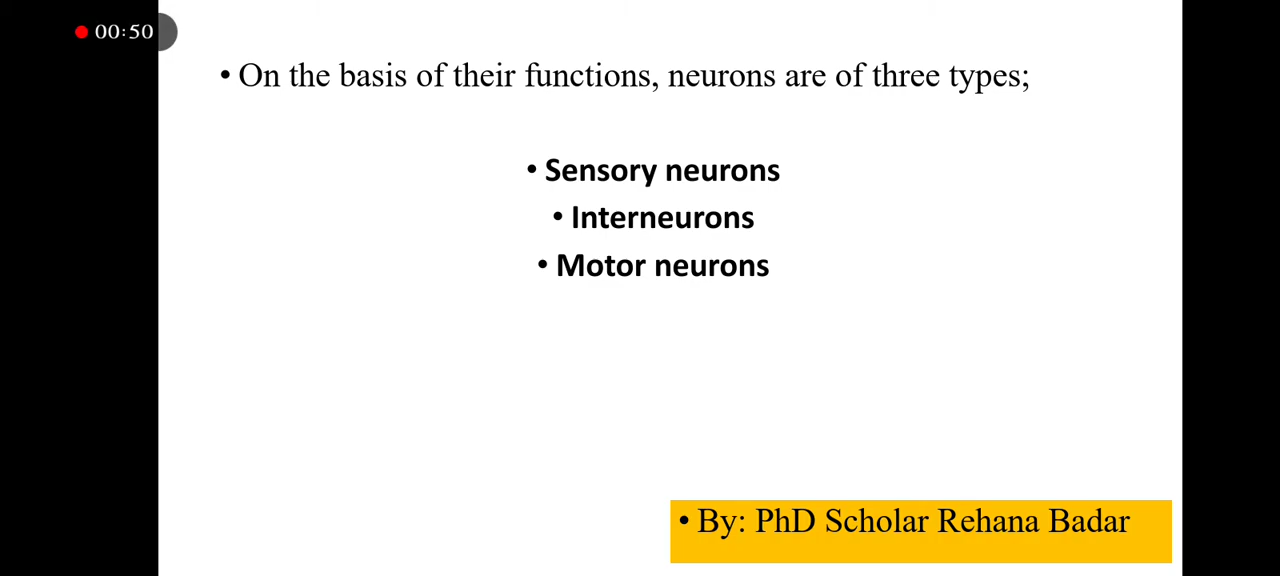 00:50
• On the basis of their functions, neurons are of three types;
• Sensory neurons
• Interneurons
• Motor neurons
• By: PhD Scholar Rehana Badar